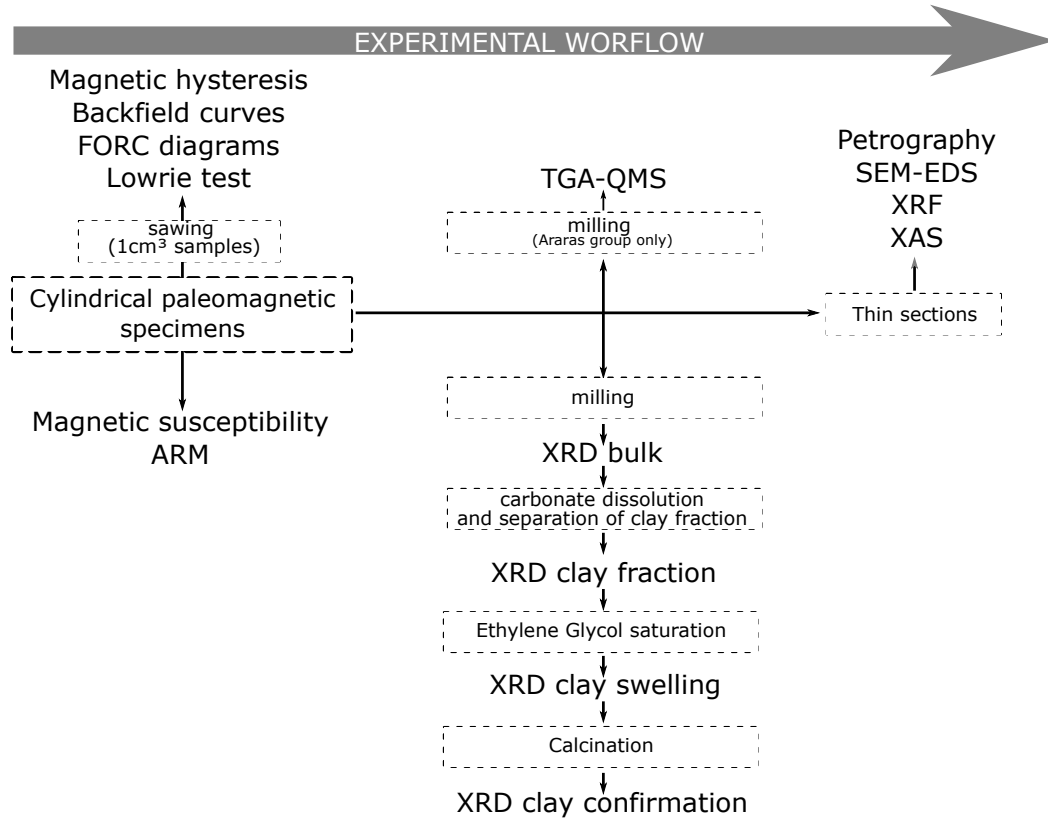 EXPERIMENTAL WORFLOW
Magnetic hysteresis
Backfield curves
FORC diagrams
Lowrie test
sawing
(1cm³ samples)
Cylindrical paleomagnetic
specimens
Magnetic susceptibility
ARM
TGA-QMS
milling
(Araras group only)
milling
XRD bulk
carbonate dissolution
and separation of clay fraction
XRD clay fraction
Ethylene Glycol saturation
XRD clay swelling
Calcination
XRD clay confirmation
Petrography
SEM-EDS
XRF
XAS
Thin sections